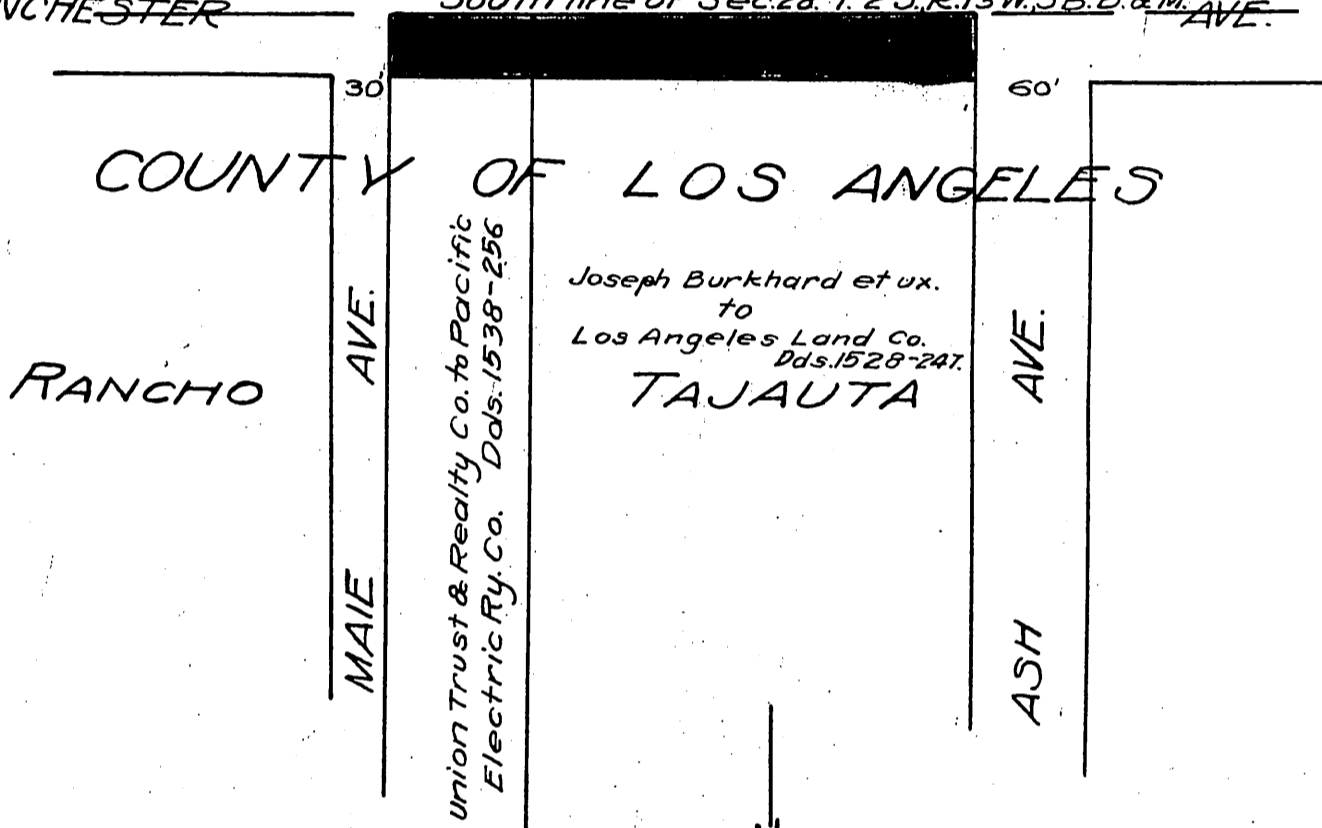 NCHESTER
South line of Sec. 28. T. 2 S., R. 13 W., S.B.B. & M.
AVE.
30'
60'
COUNTY OF LOS ANGELES
Union Trust & Realty Co. to Pacific
Electric Ry. Co. Dds. 1538-256
Joseph Burkhard et ux.
to
Los Angeles Land Co.
Dds. 1528-247.
RANCHO
TAJAUTA
MAIE AVE.
ASH AVE.